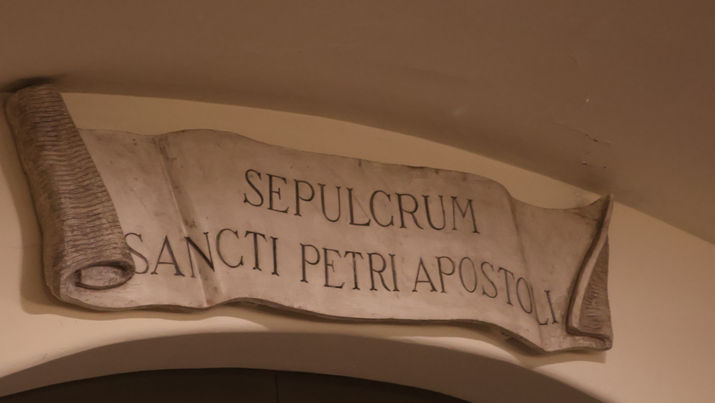 SEPULCRUM
SANCTI PETRI APOSTOLI